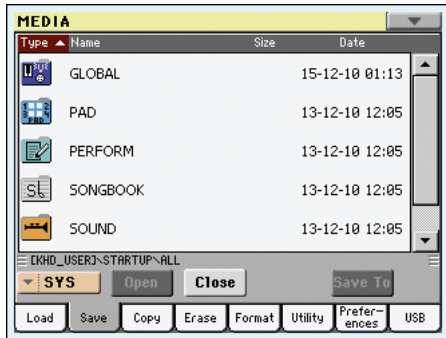 MEDIA
Type Name Size Date
GLOBAL 15-12-10 01:13
PAD 13-12-10 12:05
PERFORM 13-12-10 12:05
SONGBOOK 13-12-10 12:05
SOUND 13-12-10 12:05
[KHD_USER]\STARTUP\ALL
SYS Open Close Save To
Load Save Copy Erase Format Utility Prefer-
ences USB